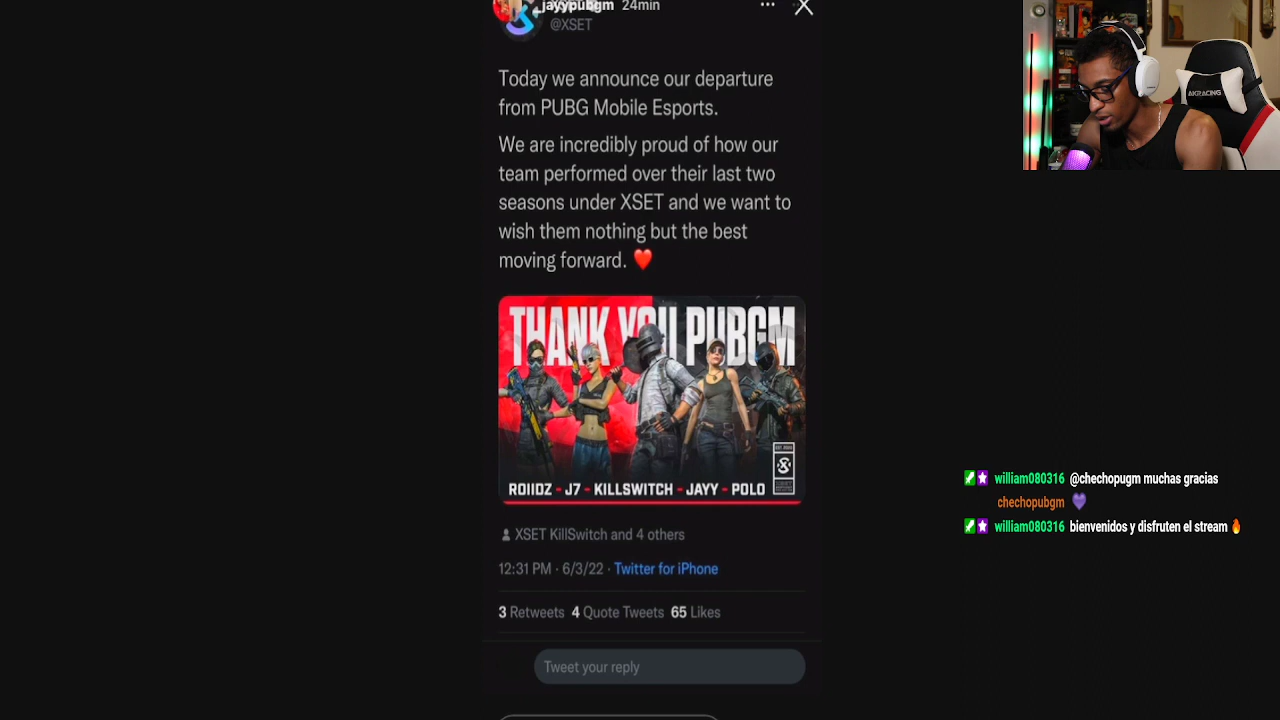 jayypubgm 24min
@XSET
Today we announce our departure
from PUBG Mobile Esports.
We are incredibly proud of how our
team performed over their last two
seasons under XSET and we want to
wish them nothing but the best
moving forward. ❤️
THANK YOU PUBGM
ROIIDZ - J7 - KILLSWITCH - JAYY - POLO
XSET KillSwitch and 4 others
12:31 PM · 6/3/22 · Twitter for iPhone
3 Retweets 4 Quote Tweets 65 Likes
Tweet your reply
AKRACING
william080316 @chechopugm muchas gracias
chechopubgm 💜
william080316 bienvenidos y disfruten el stream 🔥